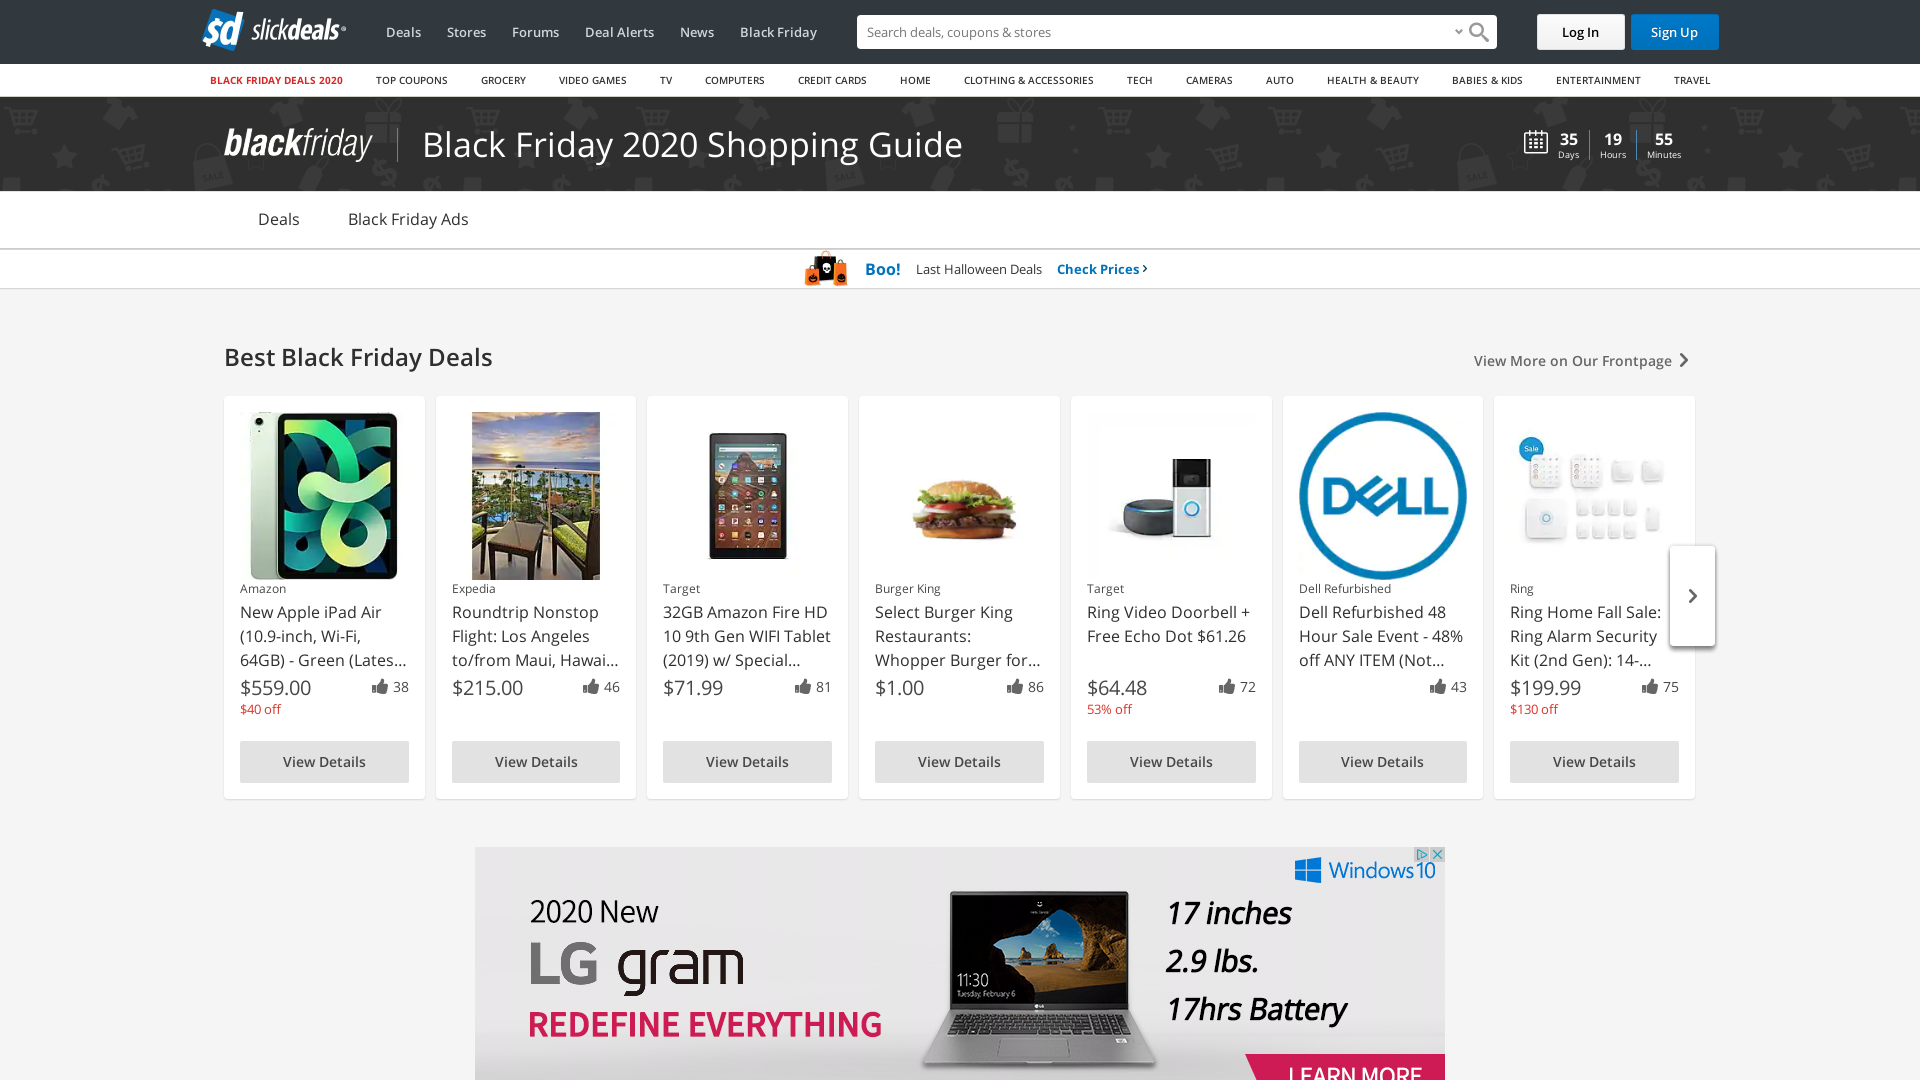 sd slickdeals
Deals Stores Forums Deal Alerts News Black Friday
Search deals, coupons & stores
Log In
Sign Up
BLACK FRIDAY DEALS 2020 TOP COUPONS GROCERY VIDEO GAMES TV COMPUTERS CREDIT CARDS HOME CLOTHING & ACCESSORIES TECH CAMERAS AUTO HEALTH & BEAUTY BABIES & KIDS ENTERTAINMENT TRAVEL
blackfriday
Black Friday 2020 Shopping Guide
35 19 55
Days Hours Minutes
Deals Black Friday Ads
Boo! Last Halloween Deals Check Prices
Best Black Friday Deals
View More on Our Frontpage
Amazon
New Apple iPad Air
(10.9-inch, Wi-Fi,
64GB) - Green (Lates...
$559.00 38
$40 off
View Details
Expedia
Roundtrip Nonstop
Flight: Los Angeles
to/from Maui, Hawai...
$215.00 46
View Details
Target
32GB Amazon Fire HD
10 9th Gen WIFI Tablet
(2019) w/ Special...
$71.99 81
View Details
Burger King
Select Burger King
Restaurants:
Whopper Burger for...
$1.00 86
View Details
Target
Ring Video Doorbell +
Free Echo Dot $61.26
$64.48 72
53% off
View Details
DELL
Dell Refurbished
Dell Refurbished 48
Hour Sale Event - 48%
off ANY ITEM (Not...
43
View Details
Sale
Ring
Ring Home Fall Sale:
Ring Alarm Security
Kit (2nd Gen): 14-...
$199.99 75
$130 off
View Details
Windows 10
2020 New
LG gram
REDEFINE EVERYTHING
11:30
Tuesday, February 6
17 inches
2.9 lbs.
17hrs Battery
LEARN MORE